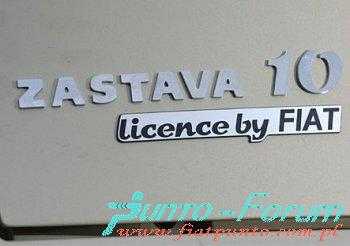 ZASTAVA 10
licence by FIAT
Punto-Forum
www.fiatpunto.com.pl